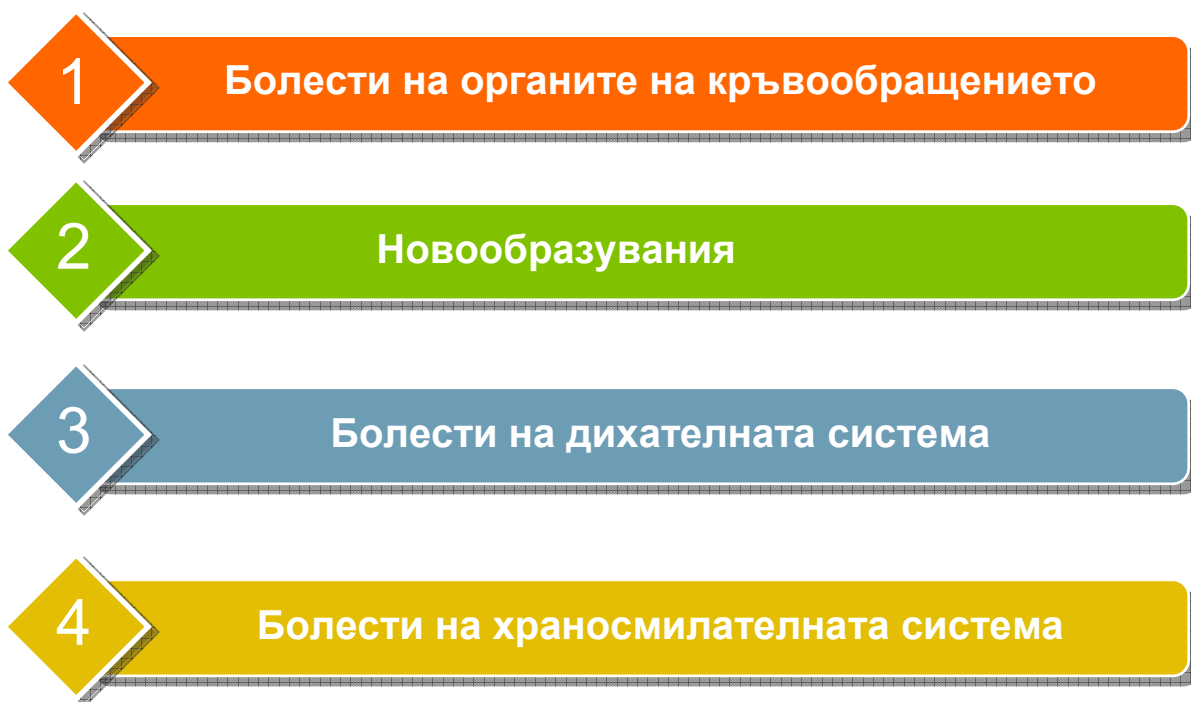 1 Болести на органите на кръвообращението
2 Новообразувания
3 Болести на дихателната система
4 Болести на храносмилателната система